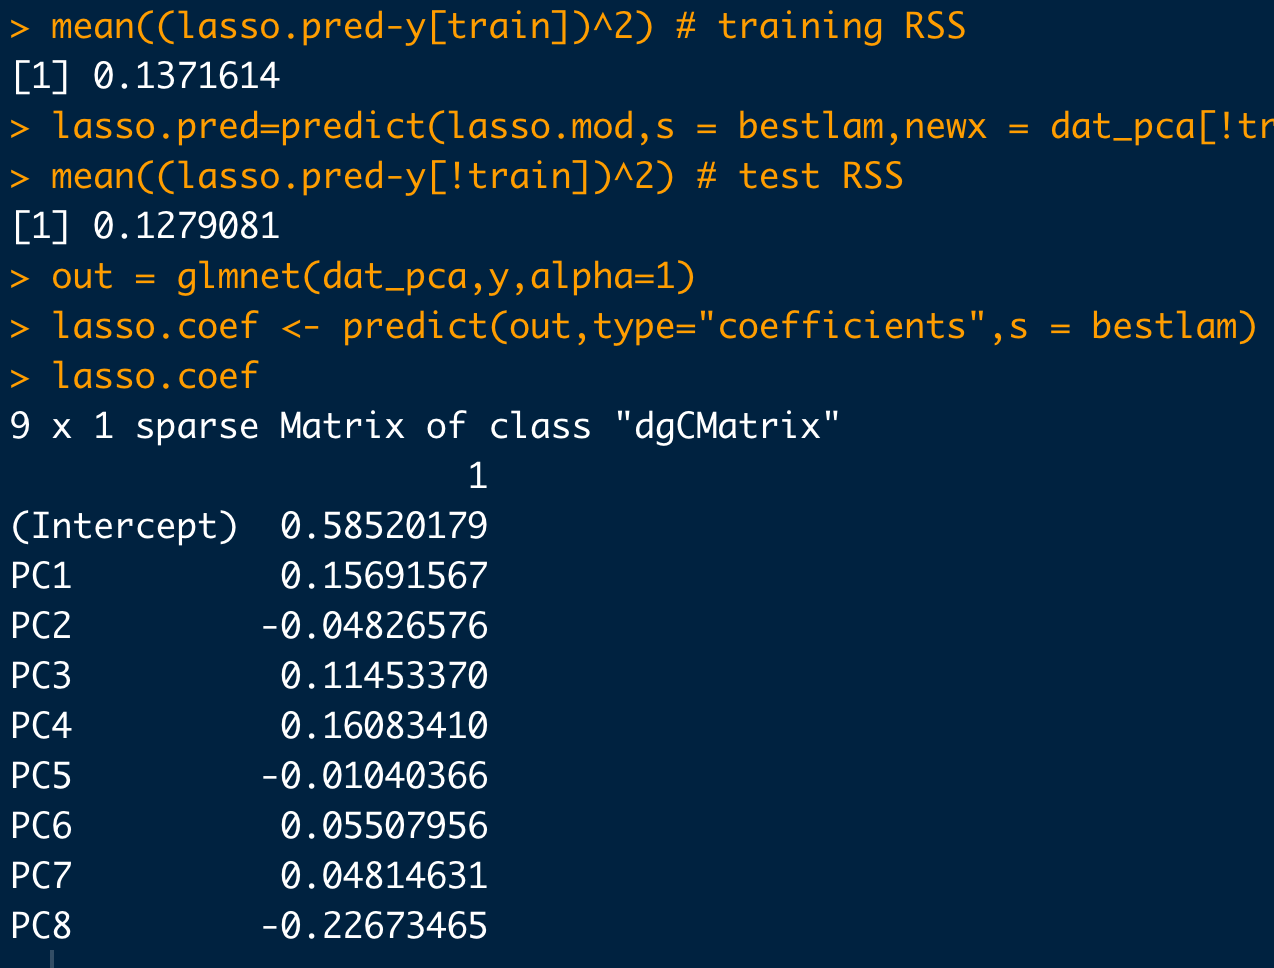 > mean((lasso.pred-y[train])^2) # training RSS
[1] 0.1371614
> lasso.pred=predict(lasso.mod,s = bestlam,newx = dat_pca[!tr
> mean((lasso.pred-y[!train])^2) # test RSS
[1] 0.1279081
> out = glmnet(dat_pca,y,alpha=1)
> lasso.coef <- predict(out,type="coefficients",s = bestlam)
> lasso.coef
9 x 1 sparse Matrix of class "dgCMatrix"
1
(Intercept) 0.58520179
PC1 0.15691567
PC2 -0.04826576
PC3 0.11453370
PC4 0.16083410
PC5 -0.01040366
PC6 0.05507956
PC7 0.04814631
PC8 -0.22673465